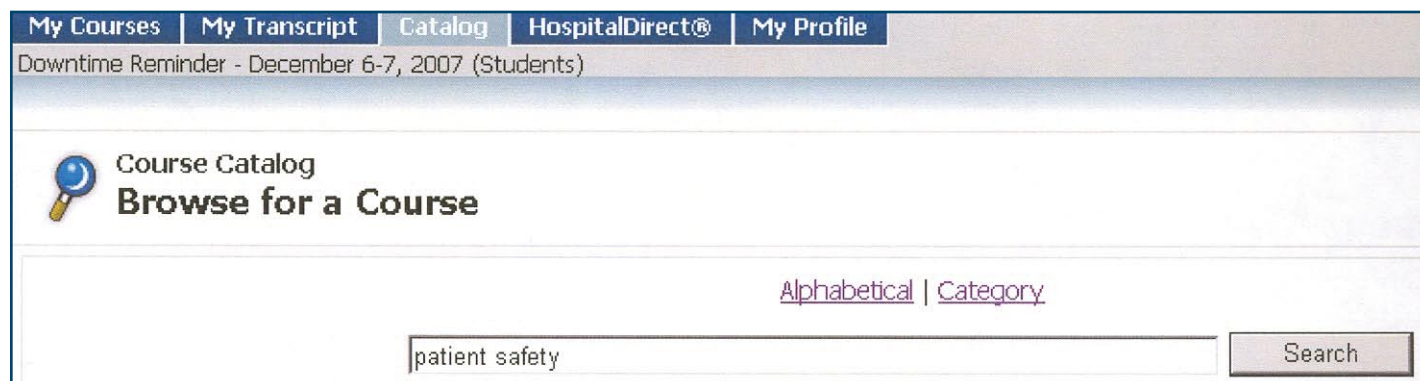 My Courses | My Transcript | Catalog | HospitalDirect® | My Profile
Downtime Reminder - December 6-7, 2007 (Students)
Course Catalog
Browse for a Course
Alphabetical | Category
patient safety Search